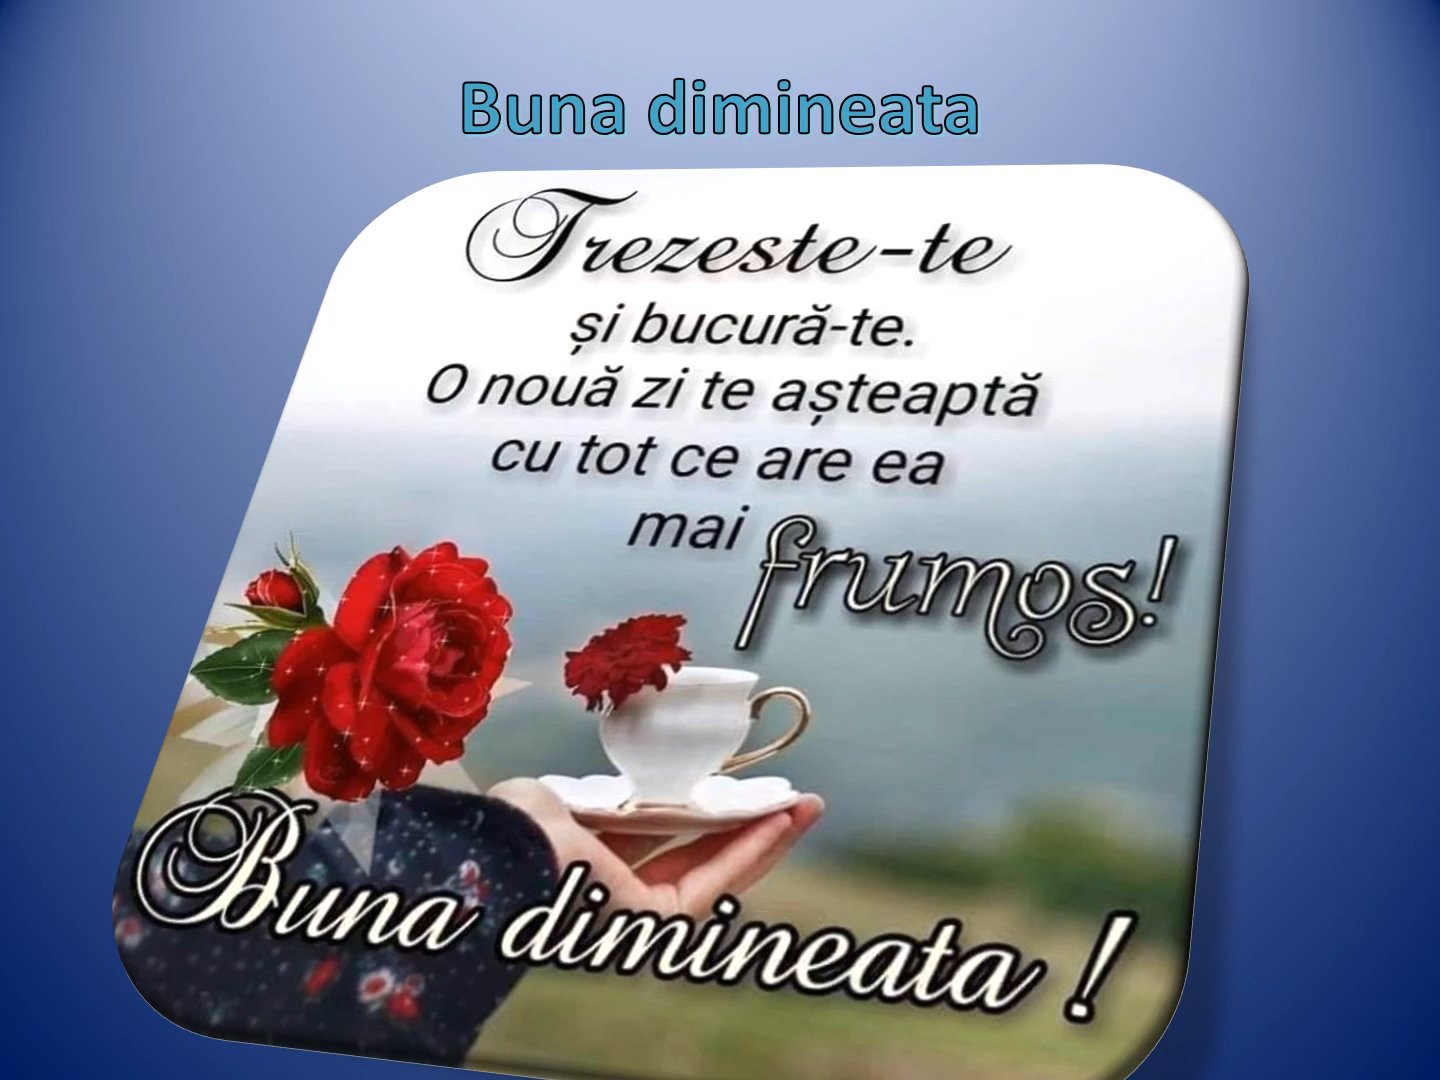 Buna dimineata
Trezeste-te
și bucură-te.
O nouă zi te așteaptă
cu tot ce are ea
mai frumos!
Buna dimineata !